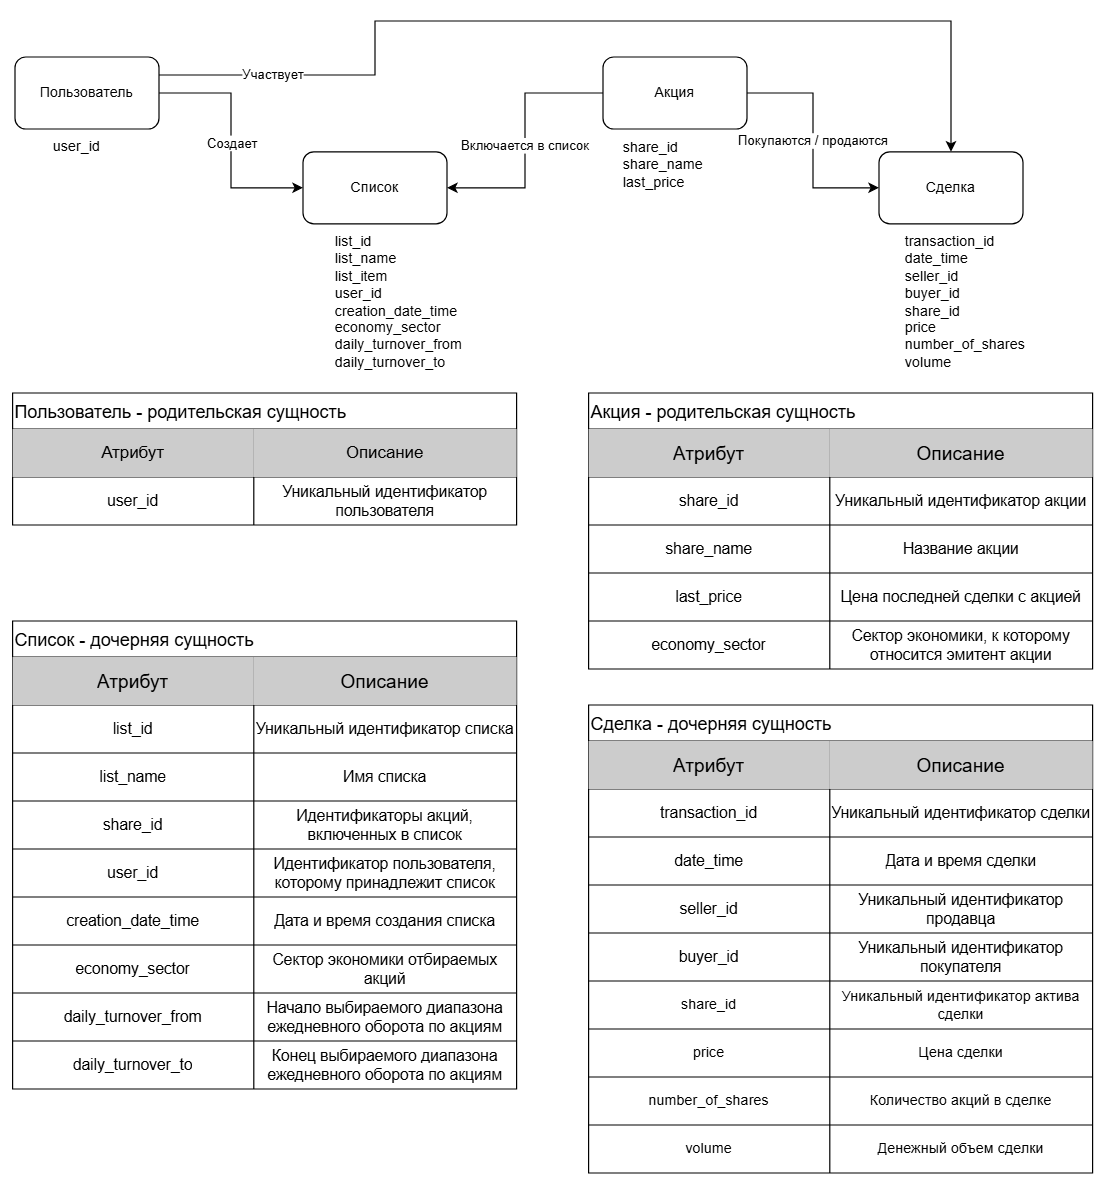 Участвует
Пользователь
user_id
Создает
Акция
share_id
share_name
last_price
Включается в список
Покупаются / продаются
Список
list_id
list_name
list_item
user_id
creation_date_time
economy_sector
daily_turnover_from
daily_turnover_to
Сделка
transaction_id
date_time
seller_id
buyer_id
share_id
price
number_of_shares
volume
Пользователь - родительская сущность
Атрибут
Описание
user_id
Уникальный идентификатор
пользователя
Акция - родительская сущность
Атрибут
Описание
share_id
Уникальный идентификатор акции
share_name
Название акции
last_price
Цена последней сделки с акцией
economy_sector
Сектор экономики, к которому
относится эмитент акции
Список - дочерняя сущность
Атрибут
Описание
list_id
Уникальный идентификатор списка
list_name
Имя списка
share_id
Идентификаторы акций,
включенных в список
user_id
Идентификатор пользователя,
которому принадлежит список
creation_date_time
Дата и время создания списка
economy_sector
Сектор экономики отбираемых
акций
daily_turnover_from
Начало выбираемого диапазона
ежедневного оборота по акциям
daily_turnover_to
Конец выбираемого диапазона
ежедневного оборота по акциям
Сделка - дочерняя сущность
Атрибут
Описание
transaction_id
Уникальный идентификатор сделки
date_time
Дата и время сделки
seller_id
Уникальный идентификатор
продавца
buyer_id
Уникальный идентификатор
покупателя
share_id
Уникальный идентификатор актива
сделки
price
Цена сделки
number_of_shares
Количество акций в сделке
volume
Денежный объем сделки